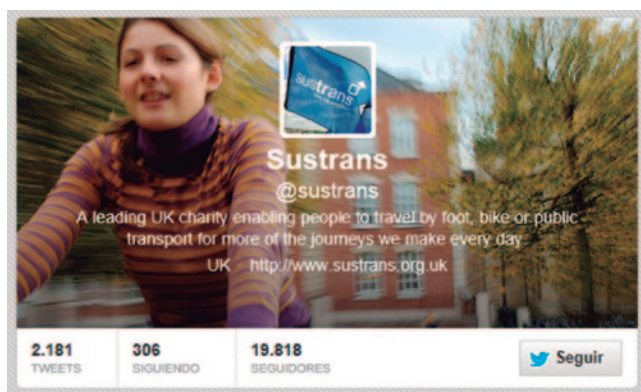 sustrans
Sustrans
@sustrans
A leading UK charity enabling people to travel by foot, bike or public
transport for more of the journeys we make every day
UK · http://www.sustrans.org.uk
2.181 306 19.818
TWEETS SIGUIENDO SEGUIDORES
Seguir